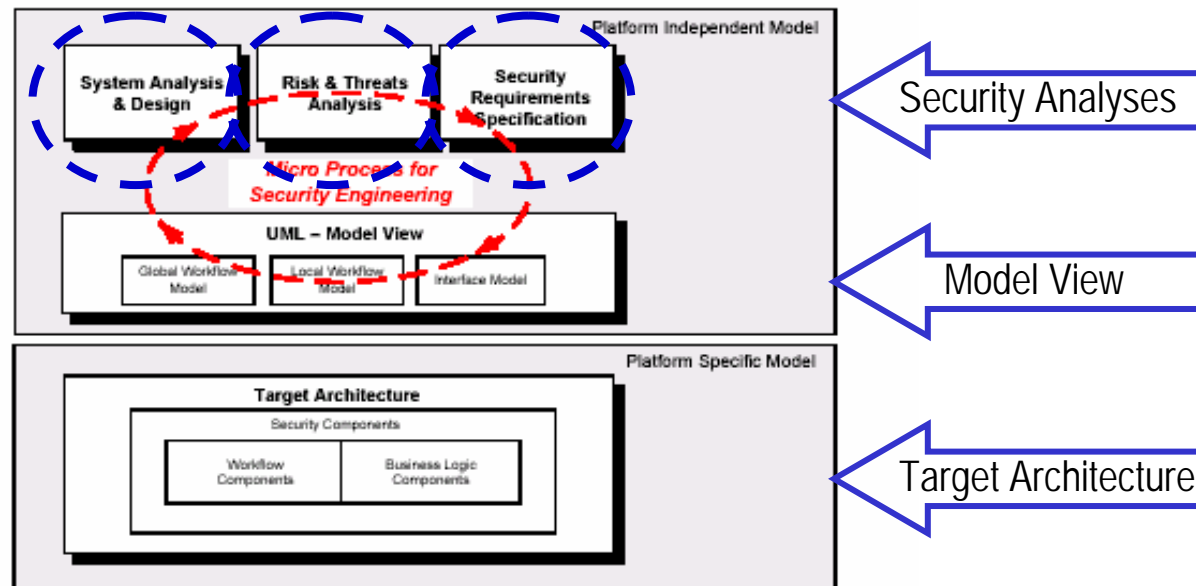 Platform Independent Model
System Analysis
& Design
Risk & Threats
Analysis
Security
Requirements
Specification
Security Analyses
Micro Process for
Security Engineering
UML – Model View
Global Workflow
Model
Local Workflow
Model
Interface Model
Model View
Platform Specific Model
Target Architecture
Security Components
Workflow
Components
Business Logic
Components
Target Architecture